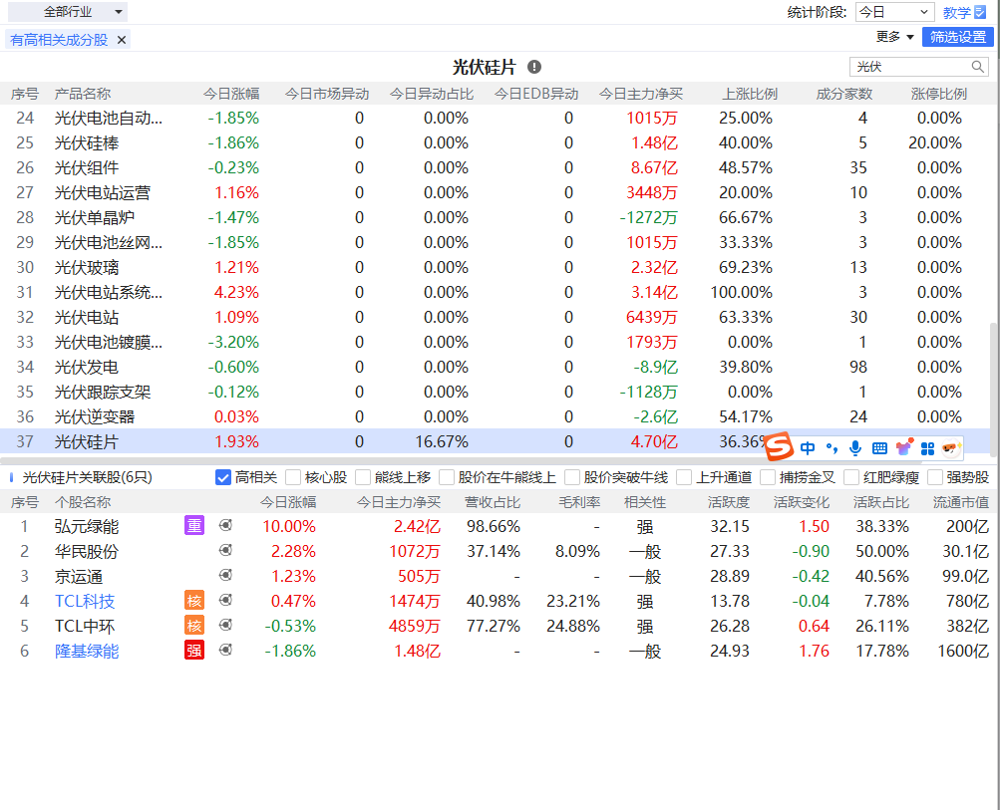 全部行业 统计阶段: 今日 教学
有高相关成分股 × 更多 筛选设置
光伏硅片 光伏
序号 产品名称 今日涨幅 今日市场异动 今日异动占比 今日EDB异动 今日主力净买 上涨比例 成分家数 涨停比例
24 光伏电池自动... -1.85% 0 0.00% 0 1015万 25.00% 4 0.00%
25 光伏硅棒 -1.86% 0 0.00% 0 1.48亿 40.00% 5 20.00%
26 光伏组件 -0.23% 0 0.00% 0 8.67亿 48.57% 35 0.00%
27 光伏电站运营 1.16% 0 0.00% 0 3448万 20.00% 10 0.00%
28 光伏单晶炉 -1.47% 0 0.00% 0 -1272万 66.67% 3 0.00%
29 光伏电池丝网... -1.85% 0 0.00% 0 1015万 33.33% 3 0.00%
30 光伏玻璃 1.21% 0 0.00% 0 2.32亿 69.23% 13 0.00%
31 光伏电站系统... 4.23% 0 0.00% 0 3.14亿 100.00% 3 0.00%
32 光伏电站 1.09% 0 0.00% 0 6439万 63.33% 30 0.00%
33 光伏电池镀膜... -3.20% 0 0.00% 0 1793万 0.00% 1 0.00%
34 光伏发电 -0.60% 0 0.00% 0 -8.9亿 39.80% 98 0.00%
35 光伏跟踪支架 -0.12% 0 0.00% 0 -1128万 0.00% 1 0.00%
36 光伏逆变器 0.03% 0 0.00% 0 -2.6亿 54.17% 24 0.00%
37 光伏硅片 1.93% 0 16.67% 0 4.70亿 36.36% 中
光伏硅片关联股(6只) 高相关 核心股 熊线上移 股价在牛熊线上 股价突破牛线 上升通道 捕捞金叉 红肥绿瘦 强势股
序号 个股名称 今日涨幅 今日主力净买 营收占比 毛利率 相关性 活跃度 活跃变化 活跃占比 流通市值
1 弘元绿能 重 10.00% 2.42亿 98.66% - 强 32.15 1.50 38.33% 200亿
2 华民股份 2.28% 1072万 37.14% 8.09% 一般 27.33 -0.90 50.00% 30.1亿
3 京运通 1.23% 505万 - - 一般 28.89 -0.42 40.56% 99.0亿
4 TCL科技 核 0.47% 1474万 40.98% 23.21% 强 13.78 -0.04 7.78% 780亿
5 TCL中环 核 -0.53% 4859万 77.27% 24.88% 强 26.28 0.64 26.11% 382亿
6 隆基绿能 强 -1.86% 1.48亿 - - 一般 24.93 1.76 17.78% 1600亿